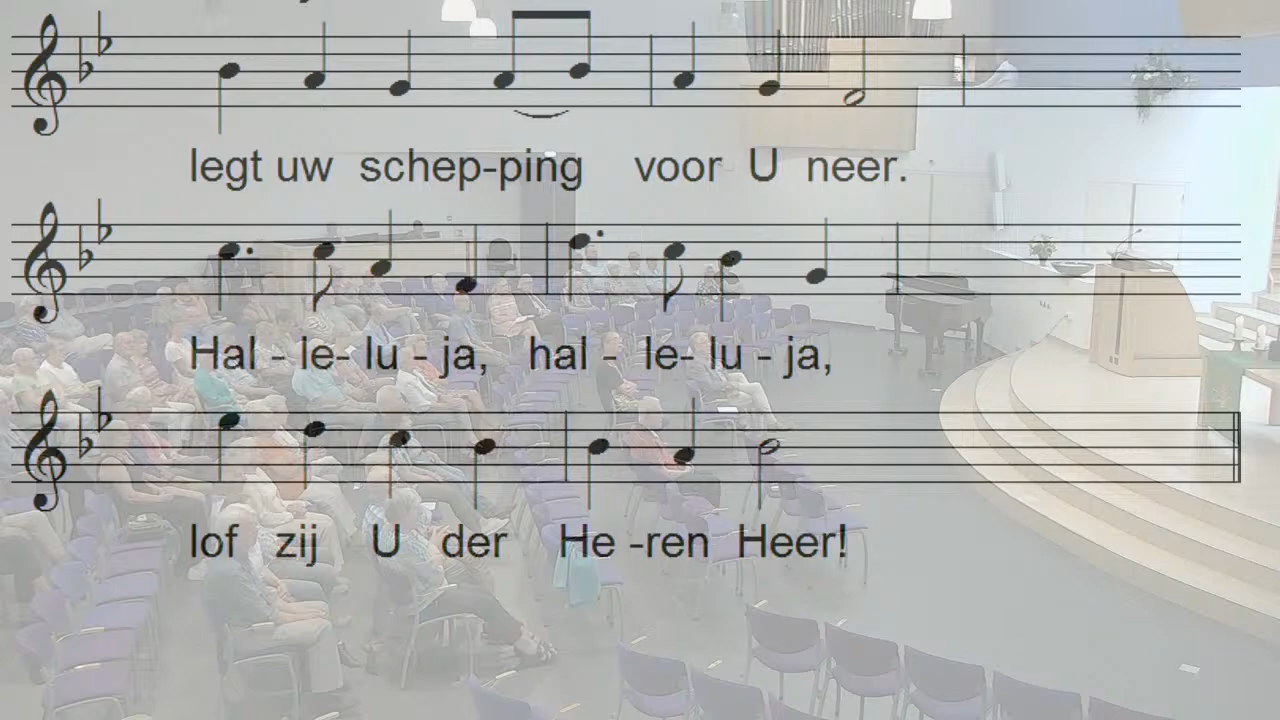 legt uw schep-ping voor U neer.
Hal - le- lu - ja, hal - le- lu - ja,
lof zij U der He -ren Heer!